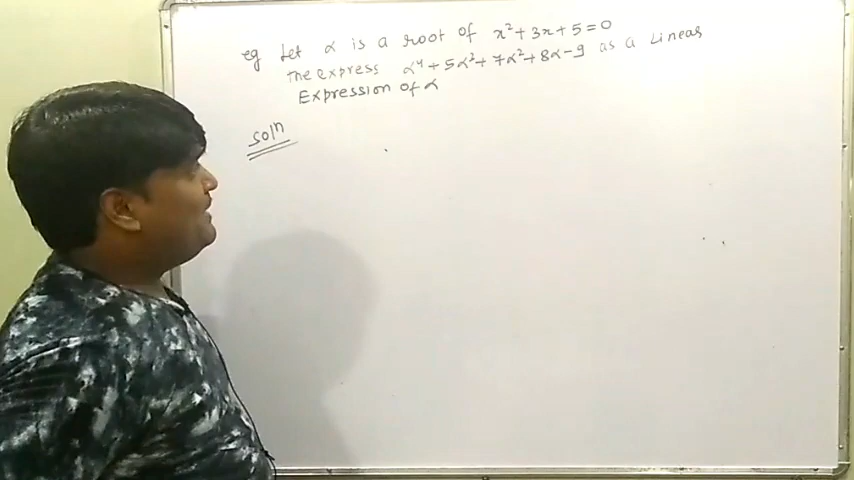 eg Let α is a root of x²+3x+5=0
The express α⁴+5α³+7α²+8α-9 as a Linear
Expression of α
Solⁿ